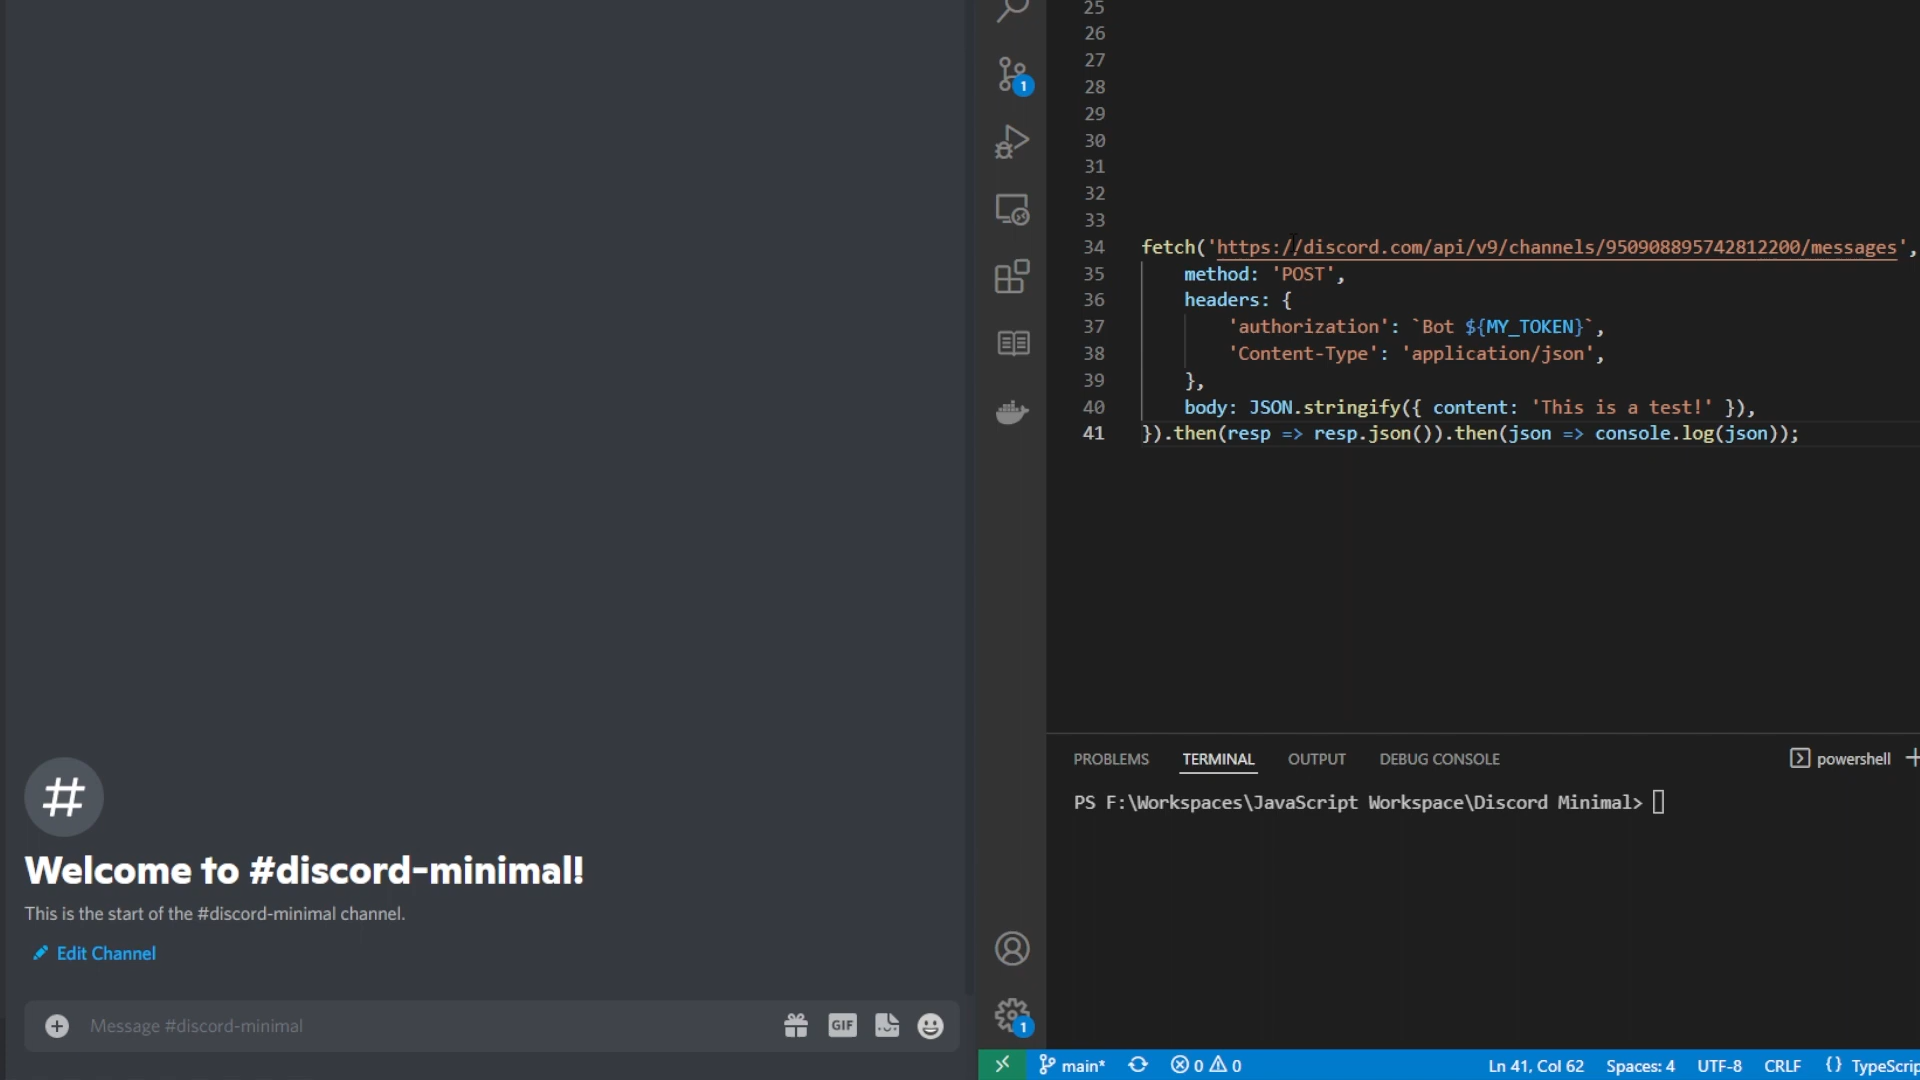 #
Welcome to #discord-minimal!
This is the start of the #discord-minimal channel.
Edit Channel
Message #discord-minimal
GIF
1
1
25
26
27
28
29
30
31
32
33
34 fetch('https://discord.com/api/v9/channels/950908895742812200/messages',
35 method: 'POST',
36 headers: {
37 'authorization': `Bot ${MY_TOKEN}`,
38 'Content-Type': 'application/json',
39 },
40 body: JSON.stringify({ content: 'This is a test!' }),
41 }).then(resp => resp.json()).then(json => console.log(json));
PROBLEMS TERMINAL OUTPUT DEBUG CONSOLE powershell
PS F:\Workspaces\JavaScript Workspace\Discord Minimal>
main* 0 0 Ln 41, Col 62 Spaces: 4 UTF-8 CRLF {} TypeScrip